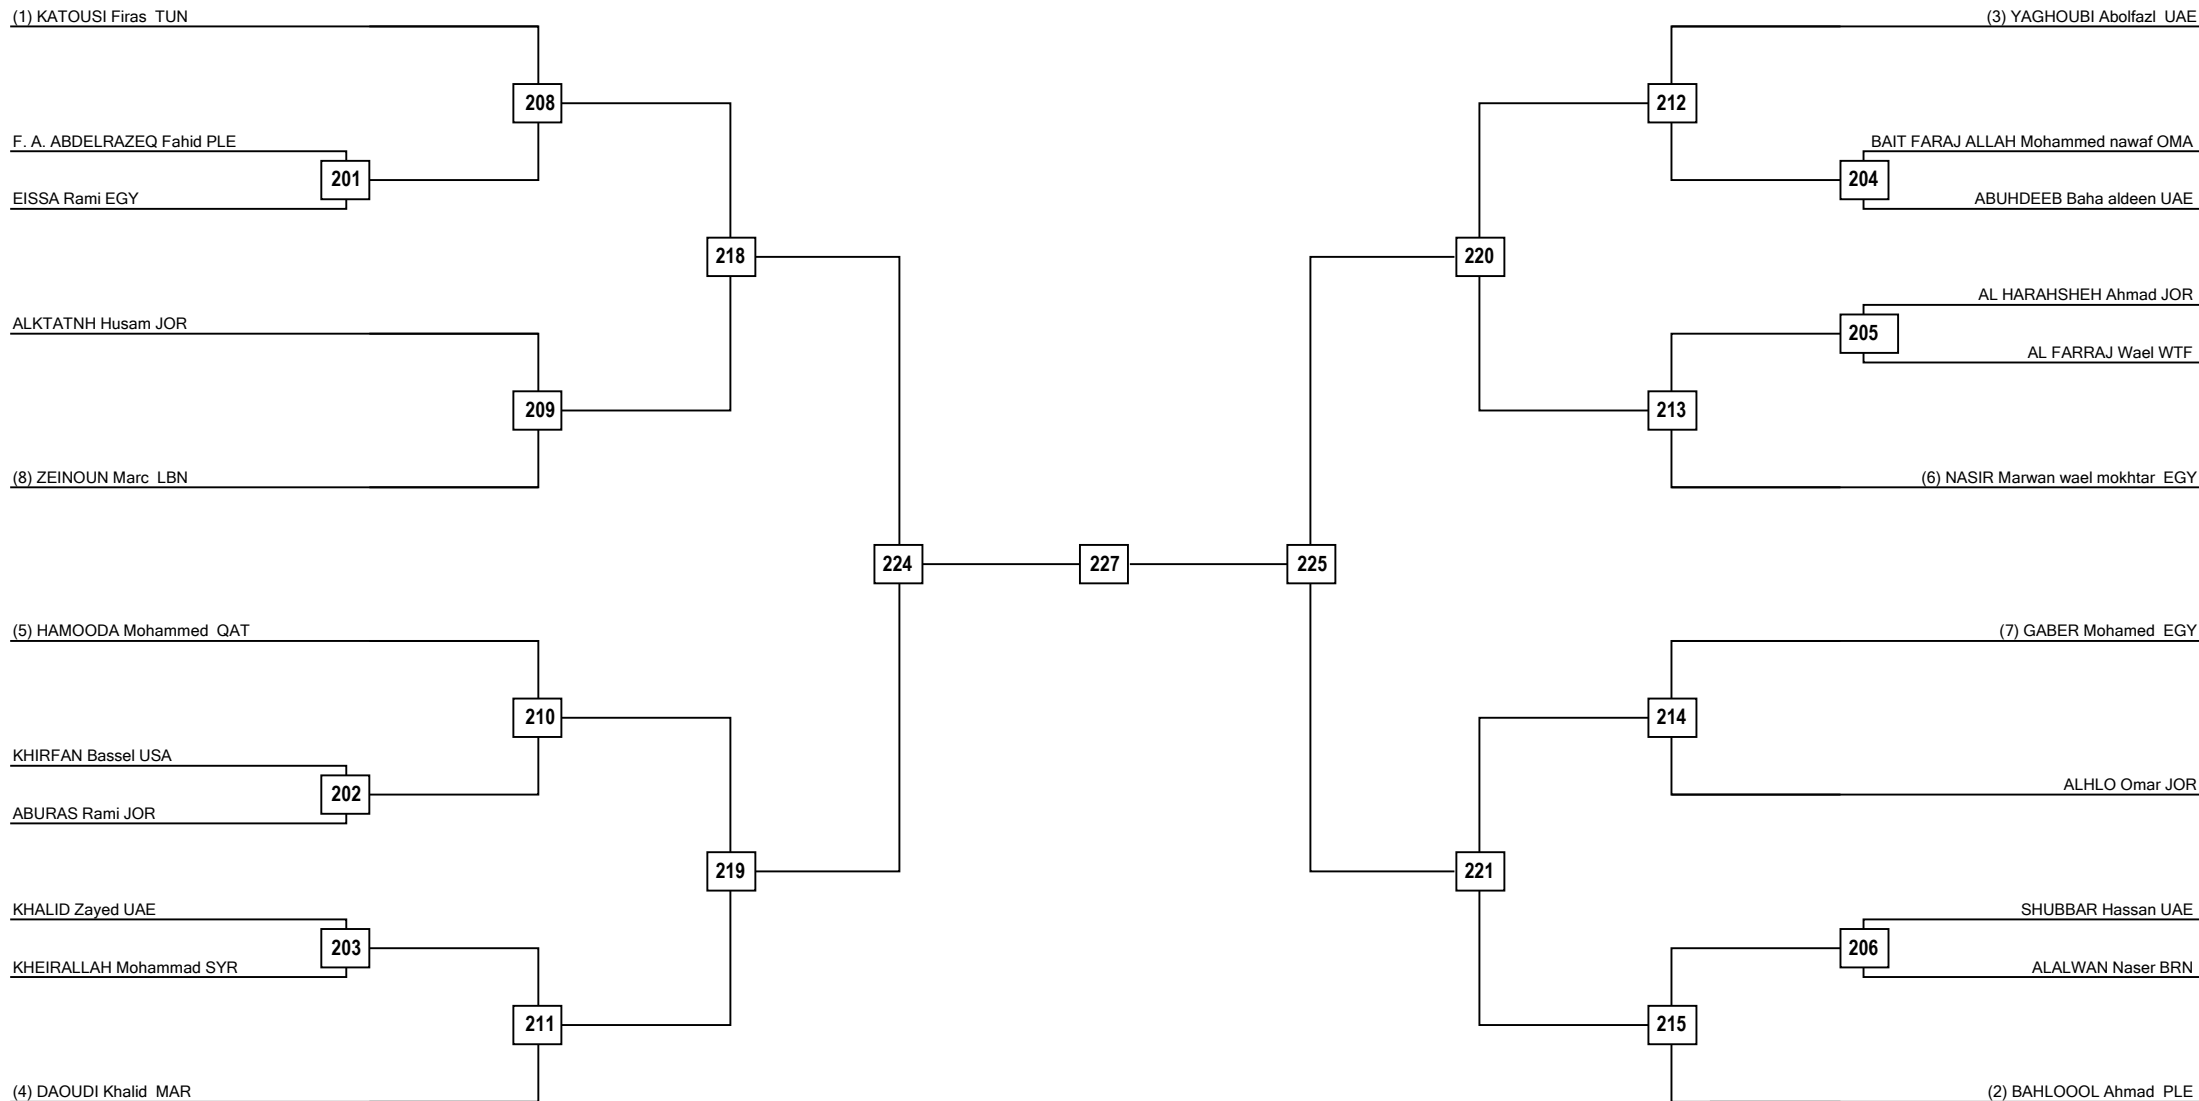 (1) KATOUSI Firas  TUN
208
F. A. ABDELRAZEQ Fahid PLE
201
EISSA Rami EGY
218
ALKTATNH Husam JOR
209
(8) ZEINOUN Marc  LBN
224
(5) HAMOODA Mohammed  QAT
210
KHIRFAN Bassel USA
202
ABURAS Rami JOR
219
KHALID Zayed UAE
203
KHEIRALLAH Mohammad SYR
211
(4) DAOUDI Khalid  MAR
227
(3) YAGHOUBI Abolfazl  UAE
212
BAIT FARAJ ALLAH Mohammed nawaf OMA
204
ABUHDEEB Baha aldeen UAE
220
AL HARAHSHEH Ahmad JOR
205
AL FARRAJ Wael WTF
213
(6) NASIR Marwan wael mokhtar  EGY
225
(7) GABER Mohamed  EGY
214
ALHLO Omar JOR
221
SHUBBAR Hassan UAE
206
ALALWAN Naser BRN
215
(2) BAHLOOOL Ahmad  PLE